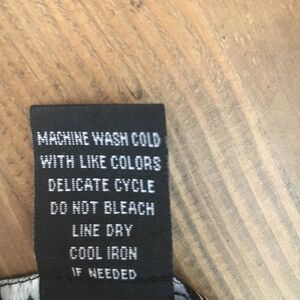 MACHINE WASH COLD
WITH LIKE COLORS
DELICATE CYCLE
DO NOT BLEACH
LINE DRY
COOL IRON
IF NEEDED